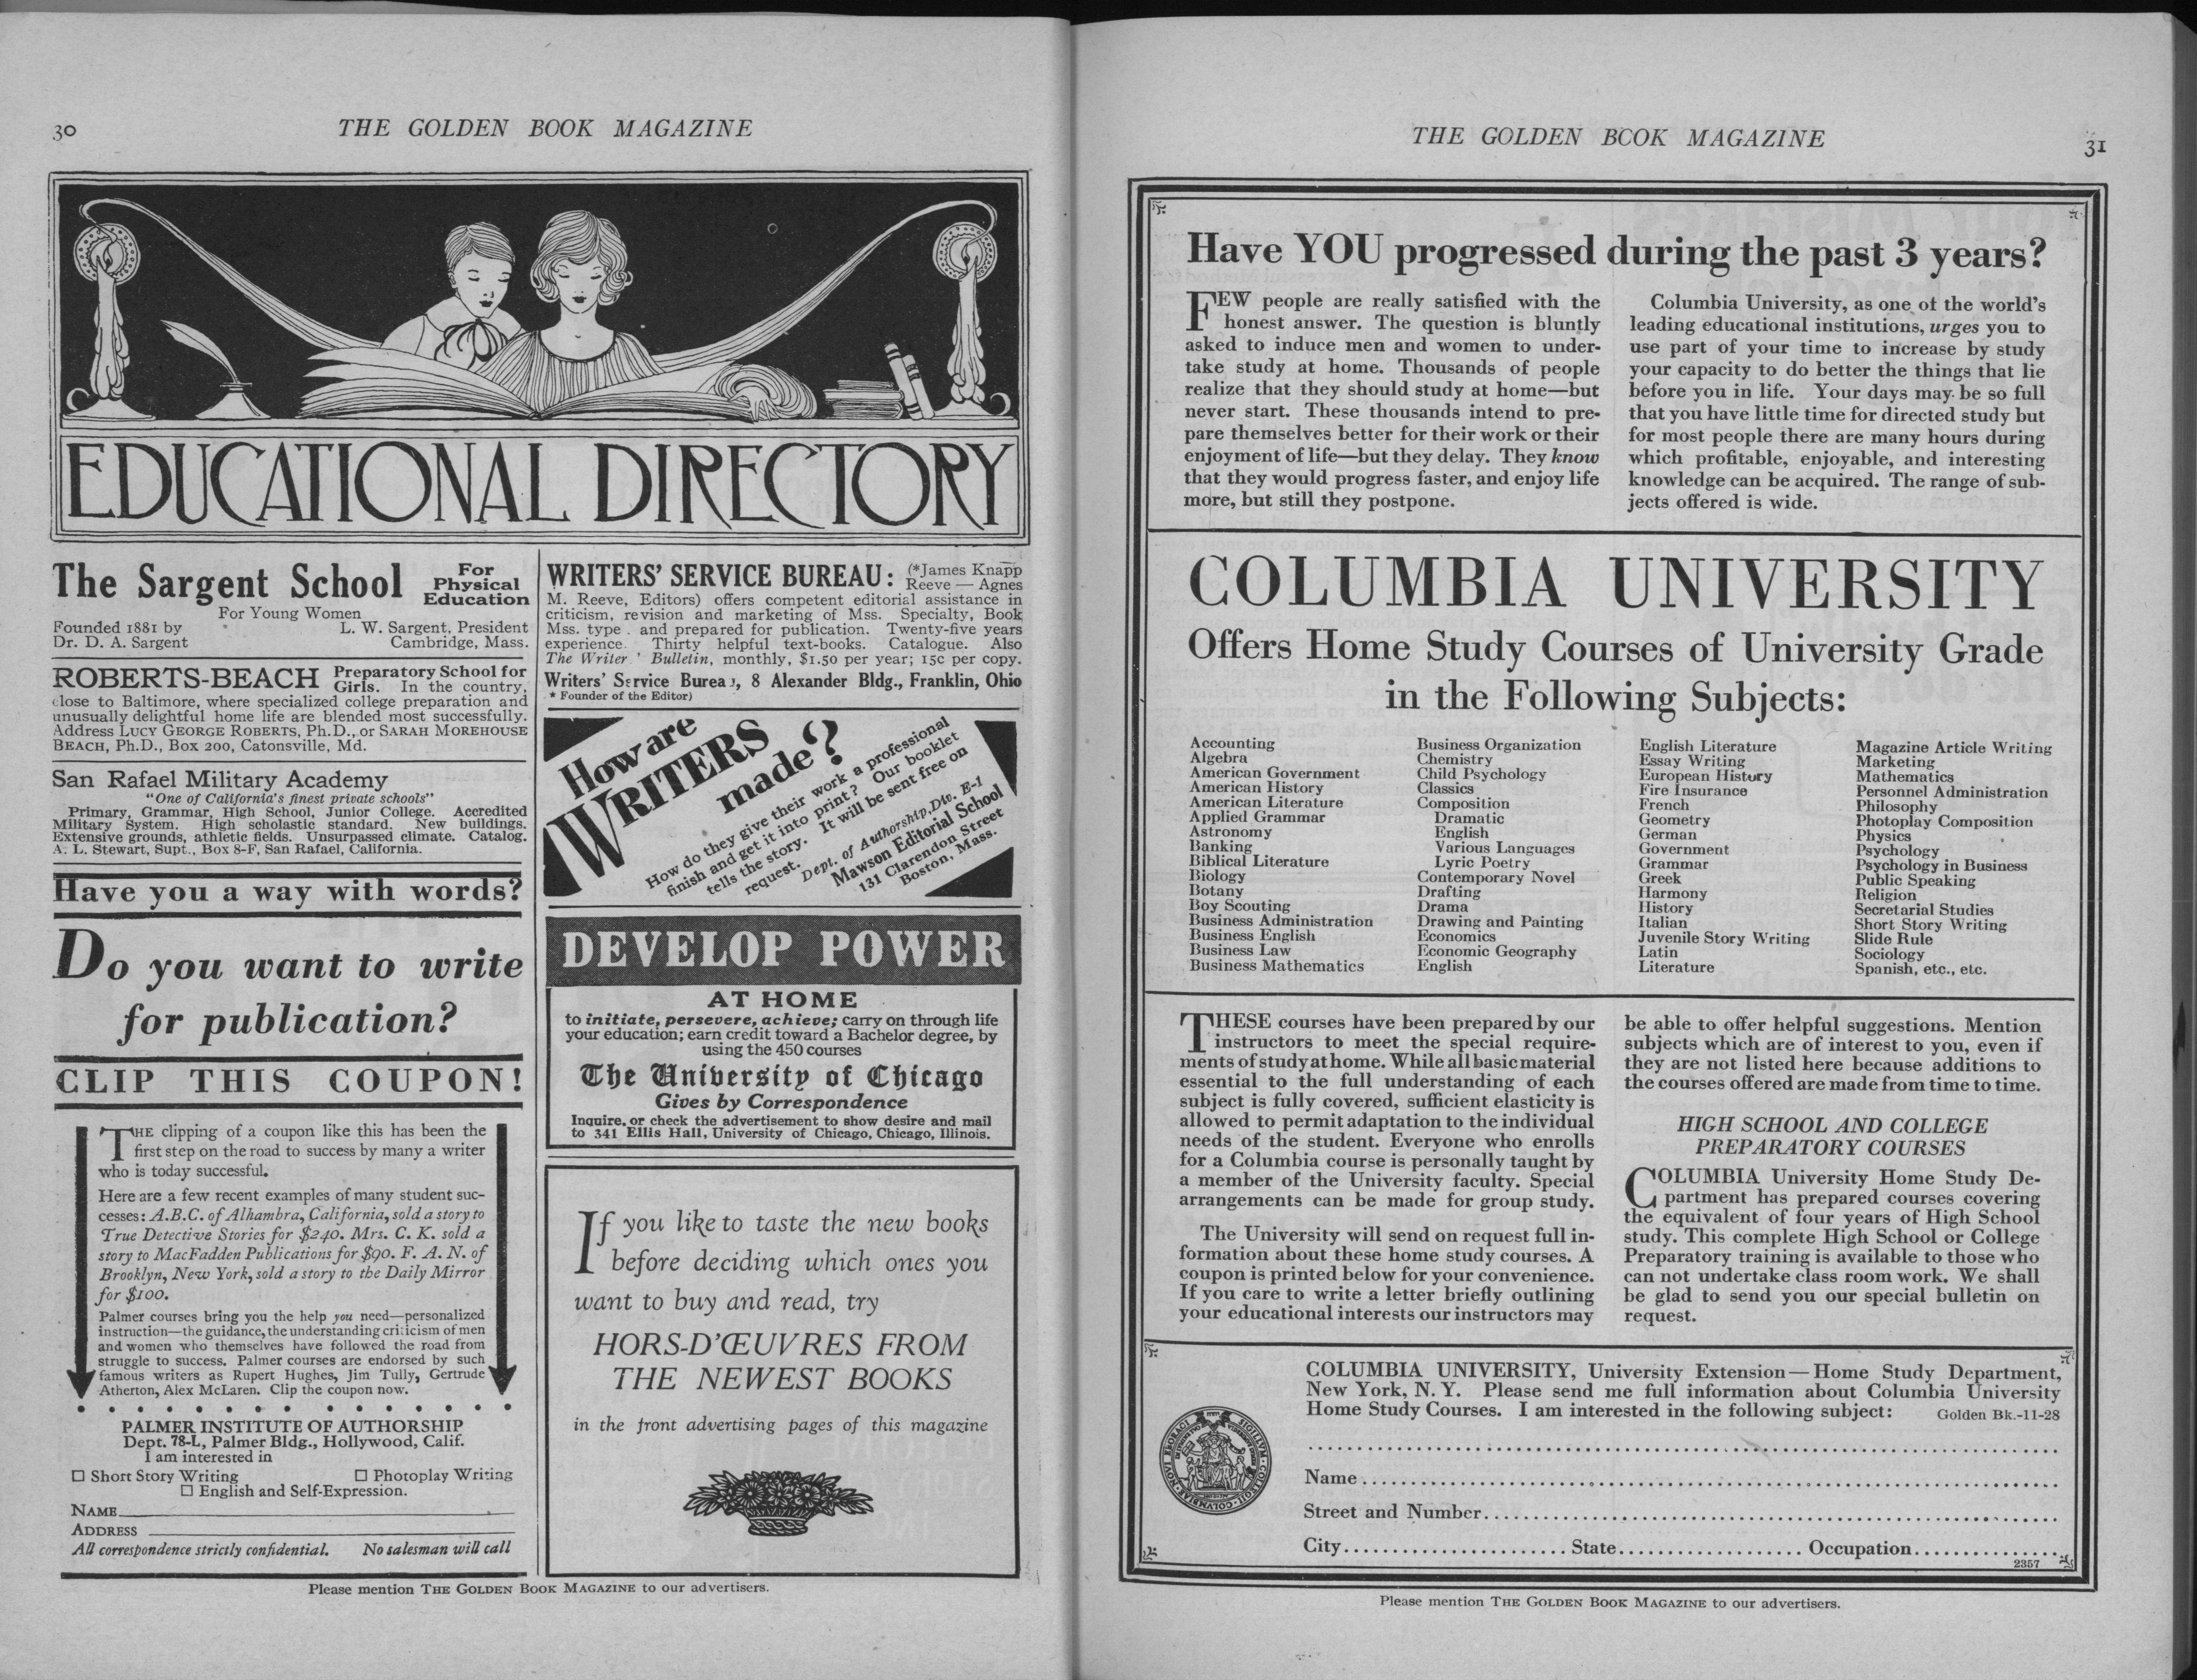 30
THE GOLDEN BOOK MAGAZINE
EDUCATIONAL DIRECTORY
The Sargent School
For
Physical
Education
For Young Women
Founded 1881 by
L. W. Sargent, President
Dr. D. A. Sargent
Cambridge, Mass.
ROBERTS-BEACH Preparatory School for
Girls. In the country,
close to Baltimore, where specialized college preparation and
unusually delightful home life are blended most successfully.
Address LUCY GEORGE ROBERTS, Ph.D., or SARAH MOREHOUSE
BEACH, Ph.D., Box 200, Catonsville, Md.
San Rafael Military Academy
"One of California's finest private schools"
Primary, Grammar, High School, Junior College. Accredited
Military System. High scholastic standard. New buildings.
Extensive grounds, athletic fields. Unsurpassed climate. Catalog.
A. L. Stewart, Supt., Box 8-F, San Rafael, California.
Have you a way with words?
Do you want to write
for publication?
CLIP THIS COUPON!
THE clipping of a coupon like this has been the
first step on the road to success by many a writer
who is today successful.
Here are a few recent examples of many student suc-
cesses: A.B.C. of Alhambra, California, sold a story to
True Detective Stories for $240. Mrs. C. K. sold a
story to MacFadden Publications for $90. F. A. N. of
Brooklyn, New York, sold a story to the Daily Mirror
for $100.
Palmer courses bring you the help you need—personalized
instruction—the guidance, the understanding criticism of men
and women who themselves have followed the road from
struggle to success. Palmer courses are endorsed by such
famous writers as Rupert Hughes, Jim Tully, Gertrude
Atherton, Alex McLaren. Clip the coupon now.
PALMER INSTITUTE OF AUTHORSHIP
Dept. 78-L, Palmer Bldg., Hollywood, Calif.
I am interested in
☐ Short Story Writing ☐ Photoplay Writing
☐ English and Self-Expression.
NAME
ADDRESS
All correspondence strictly confidential. No salesman will call
WRITERS' SERVICE BUREAU: (*James Knapp
Reeve — Agnes
M. Reeve, Editors) offers competent editorial assistance in
criticism, revision and marketing of Mss. Specialty, Book
Mss. type . and prepared for publication. Twenty-five years
experience. Thirty helpful text-books. Catalogue. Also
The Writer ' Bulletin, monthly, $1.50 per year; 15c per copy.
Writers' Service Burea , 8 Alexander Bldg., Franklin, Ohio
* Founder of the Editor)
How are
WRITERS
made?
How do they give their work a professional
finish and get it into print? Our booklet
tells the story. It will be sent free on
request.
Dept. of Authorship, Div. E-1
Mawson Editorial School
131 Clarendon Street
Boston, Mass.
DEVELOP POWER
AT HOME
to initiate, persevere, achieve; carry on through life
your education; earn credit toward a Bachelor degree, by
using the 450 courses
The University of Chicago
Gives by Correspondence
Inquire, or check the advertisement to show desire and mail
to 341 Ellis Hall, University of Chicago, Chicago, Illinois.
If you like to taste the new books
before deciding which ones you
want to buy and read, try
HORS-D'ŒUVRES FROM
THE NEWEST BOOKS
in the front advertising pages of this magazine
Please mention THE GOLDEN BOOK MAGAZINE to our advertisers.
THE GOLDEN BOOK MAGAZINE
31
Have YOU progressed during the past 3 years?
FEW people are really satisfied with the
honest answer. The question is bluntly
asked to induce men and women to under-
take study at home. Thousands of people
realize that they should study at home—but
never start. These thousands intend to pre-
pare themselves better for their work or their
enjoyment of life—but they delay. They know
that they would progress faster, and enjoy life
more, but still they postpone.
Columbia University, as one of the world's
leading educational institutions, urges you to
use part of your time to increase by study
your capacity to do better the things that lie
before you in life. Your days may be so full
that you have little time for directed study but
for most people there are many hours during
which profitable, enjoyable, and interesting
knowledge can be acquired. The range of sub-
jects offered is wide.
COLUMBIA UNIVERSITY
Offers Home Study Courses of University Grade
in the Following Subjects:
Accounting
Algebra
American Government
American History
American Literature
Applied Grammar
Astronomy
Banking
Biblical Literature
Biology
Botany
Boy Scouting
Business Administration
Business English
Business Law
Business Mathematics
Business Organization
Chemistry
Child Psychology
Classics
Composition
Dramatic
English
Various Languages
Lyric Poetry
Contemporary Novel
Drafting
Drama
Drawing and Painting
Economics
Economic Geography
English
English Literature
Essay Writing
European History
Fire Insurance
French
Geometry
German
Government
Grammar
Greek
Harmony
History
Italian
Juvenile Story Writing
Latin
Literature
Magazine Article Writing
Marketing
Mathematics
Personnel Administration
Philosophy
Photoplay Composition
Physics
Psychology
Psychology in Business
Public Speaking
Religion
Secretarial Studies
Short Story Writing
Slide Rule
Sociology
Spanish, etc., etc.
THESE courses have been prepared by our
instructors to meet the special require-
ments of study at home. While all basic material
essential to the full understanding of each
subject is fully covered, sufficient elasticity is
allowed to permit adaptation to the individual
needs of the student. Everyone who enrolls
for a Columbia course is personally taught by
a member of the University faculty. Special
arrangements can be made for group study.
The University will send on request full in-
formation about these home study courses. A
coupon is printed below for your convenience.
If you care to write a letter briefly outlining
your educational interests our instructors may
be able to offer helpful suggestions. Mention
subjects which are of interest to you, even if
they are not listed here because additions to
the courses offered are made from time to time.
HIGH SCHOOL AND COLLEGE
PREPARATORY COURSES
COLUMBIA University Home Study De-
partment has prepared courses covering
the equivalent of four years of High School
study. This complete High School or College
Preparatory training is available to those who
can not undertake class room work. We shall
be glad to send you our special bulletin on
request.
COLUMBIA UNIVERSITY, University Extension—Home Study Department,
New York, N. Y. Please send me full information about Columbia University
Home Study Courses. I am interested in the following subject: Golden Bk.-11-28
Name
Street and Number
City State Occupation
2357
Please mention THE GOLDEN BOOK MAGAZINE to our advertisers.